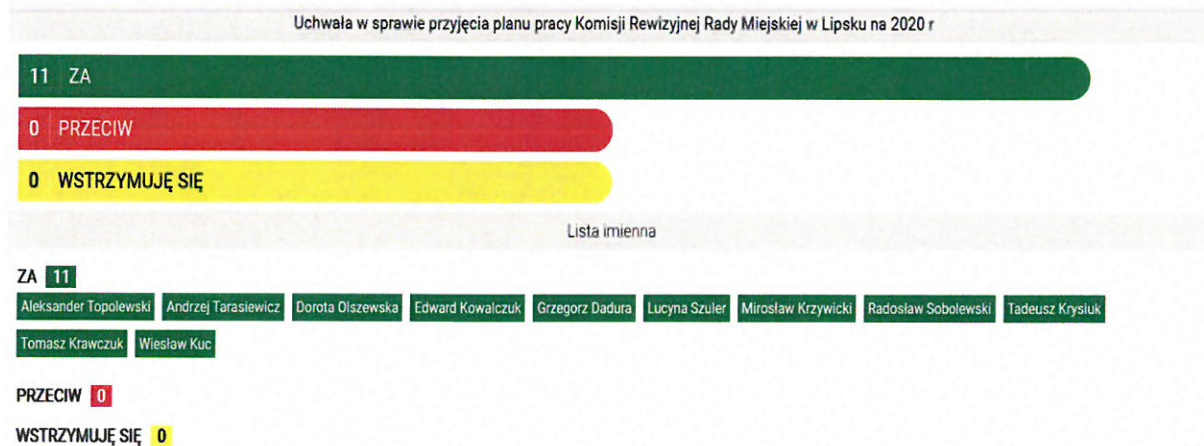 Uchwała w sprawie przyjęcia planu pracy Komisji Rewizyjnej Rady Miejskiej w Lipsku na 2020 r
11 ZA
0 PRZECIW
0 WSTRZYMUJĘ SIĘ
Lista imienna
ZA 11
Aleksander Topolewski Andrzej Tarasiewicz Dorota Olszewska Edward Kowalczuk Grzegorz Dadura Lucyna Szuler Mirosław Krzywicki Radosław Sobolewski Tadeusz Krysiuk
Tomasz Krawczuk Wiesław Kuc
PRZECIW 0
WSTRZYMUJĘ SIĘ 0